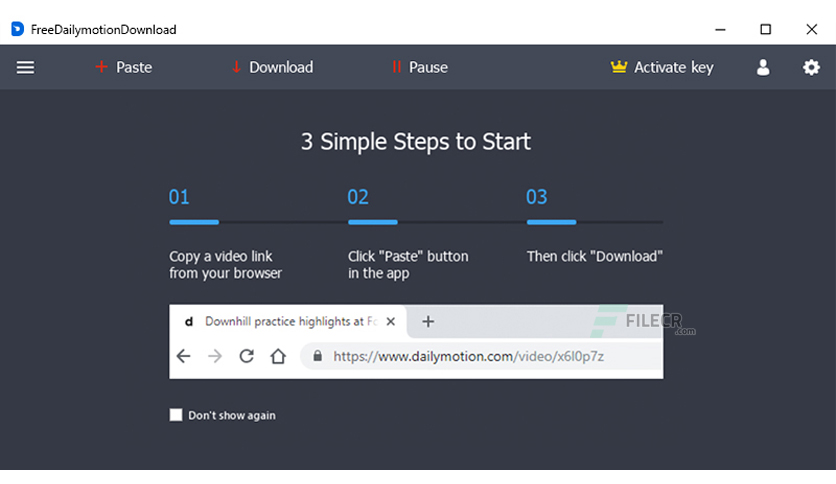 FreeDailymotionDownload
Paste
Download
Pause
Activate key
3 Simple Steps to Start
01
02
03
Copy a video link
from your browser
Click "Paste" button
in the app
Then click "Download"
d Downhill practice highlights at Fo
FILECR
.com
https://www.dailymotion.com/video/x6l0p7z
Don't show again